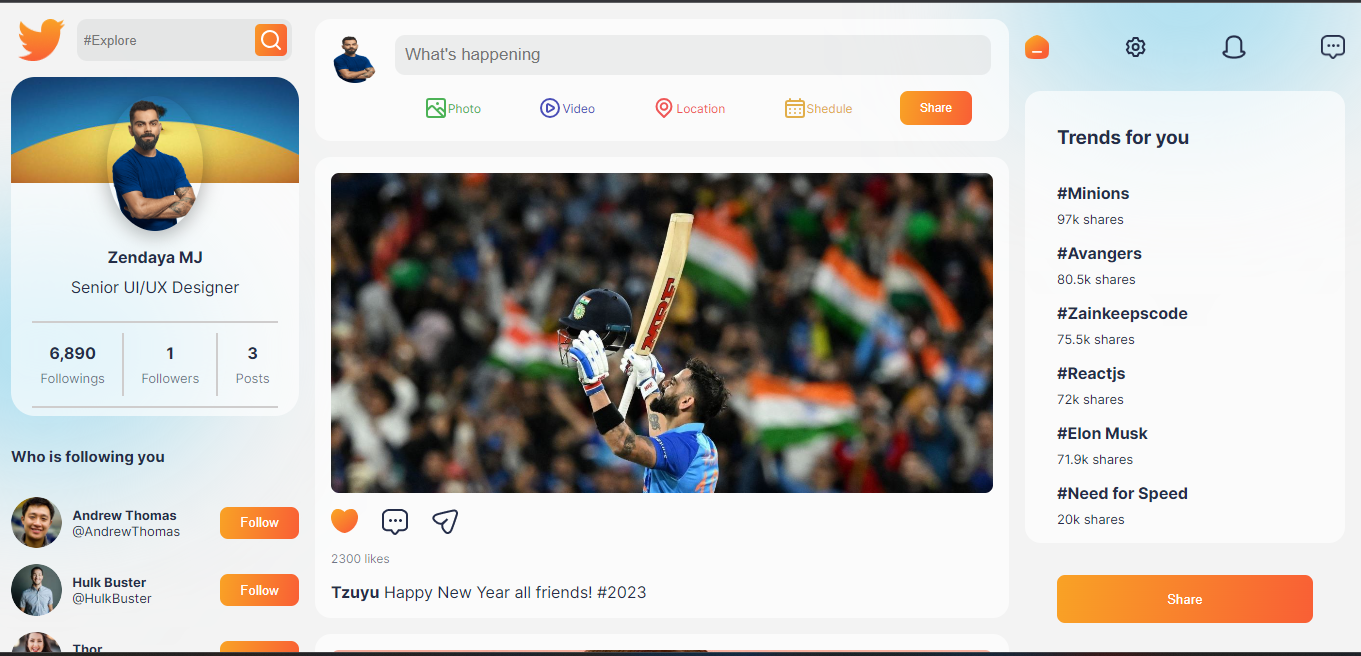 #Explore
Zendaya MJ
Senior UI/UX Designer
6,890
Followings
1
Followers
3
Posts
Who is following you
Andrew Thomas
@AndrewThomas
Follow
Hulk Buster
@HulkBuster
Follow
Thor
What's happening
Photo
Video
Location
Shedule
Share
MRF
2300 likes
Tzuyu Happy New Year all friends! #2023
Trends for you
#Minions
97k shares
#Avangers
80.5k shares
#Zainkeepscode
75.5k shares
#Reactjs
72k shares
#Elon Musk
71.9k shares
#Need for Speed
20k shares
Share